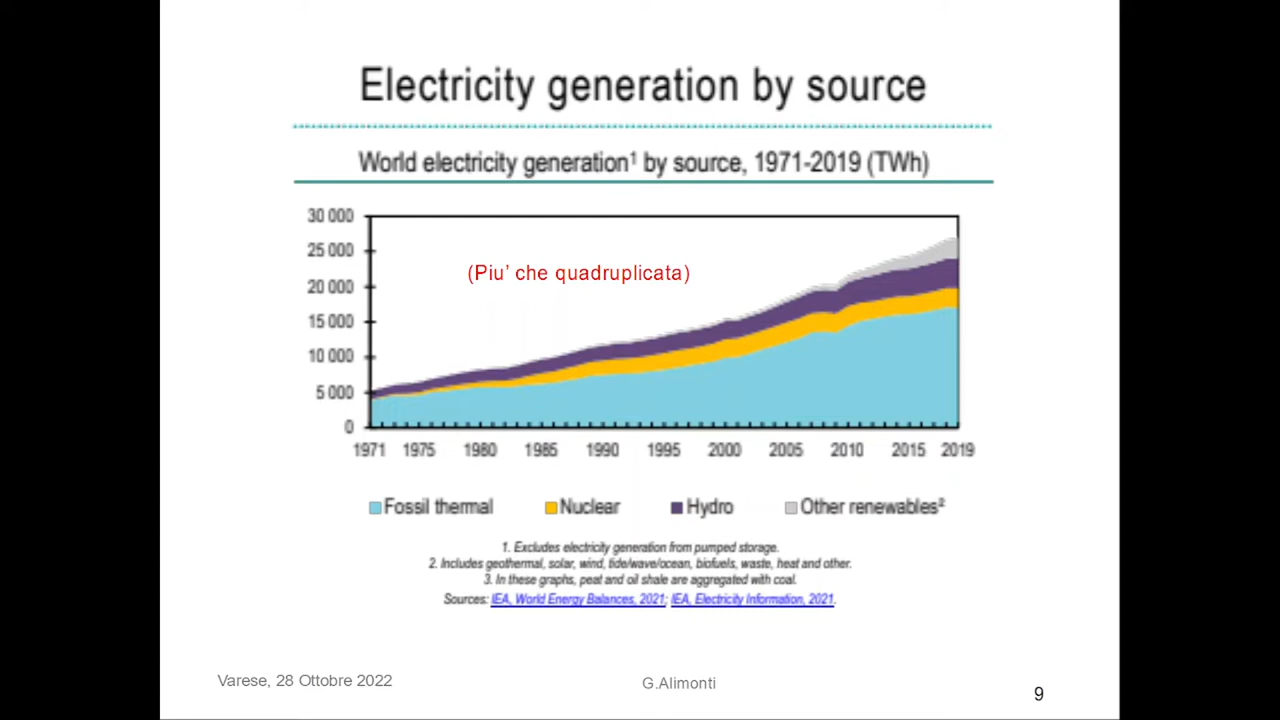 Electricity generation by source
World electricity generation¹ by source, 1971-2019 (TWh)
30 000
25 000
20 000
15 000
10 000
5 000
0
(Piu’ che quadruplicata)
1971 1975 1980 1985 1990 1995 2000 2005 2010 2015 2019
Fossil thermal Nuclear Hydro Other renewables²
1. Excludes electricity generation from pumped storage.
2. Includes geothermal, solar, wind, tide/wave/ocean, biofuels, waste, heat and other.
3. In these graphs, peat and oil shale are aggregated with coal.
Sources: IEA, World Energy Balances, 2021; IEA, Electricity Information, 2021.
Varese, 28 Ottobre 2022
G.Alimonti
9